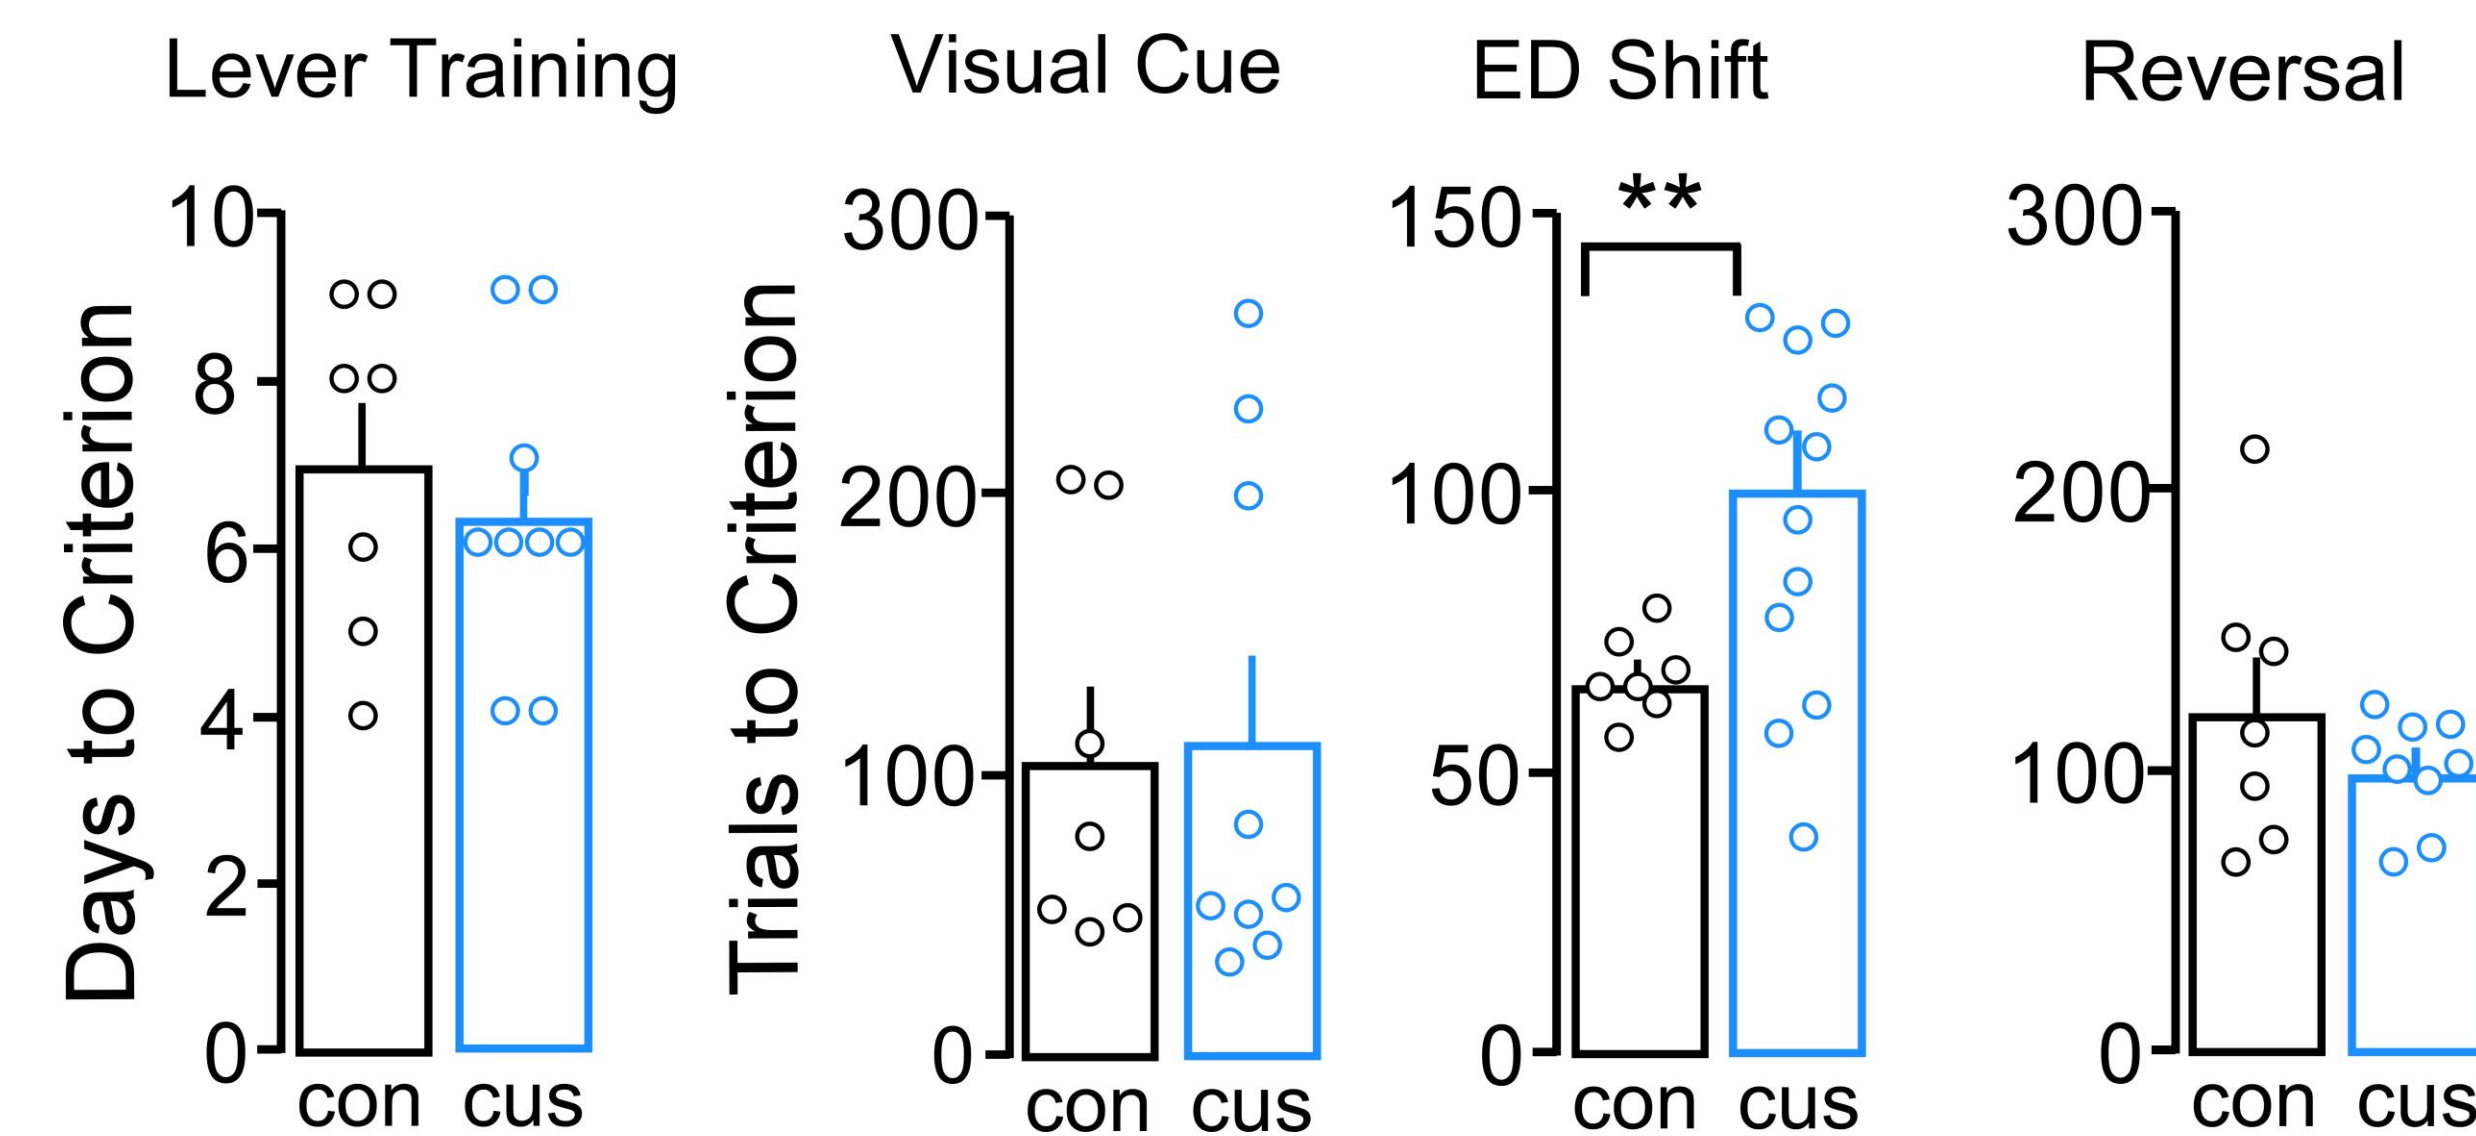 Lever Training
Visual Cue
ED Shift
Reversal
Days to Criterion
10
8
6
4
2
0
con cus
Trials to Criterion
300
200
100
0
con cus
**
150
100
50
0
con cus
300
200
100
0
con cus